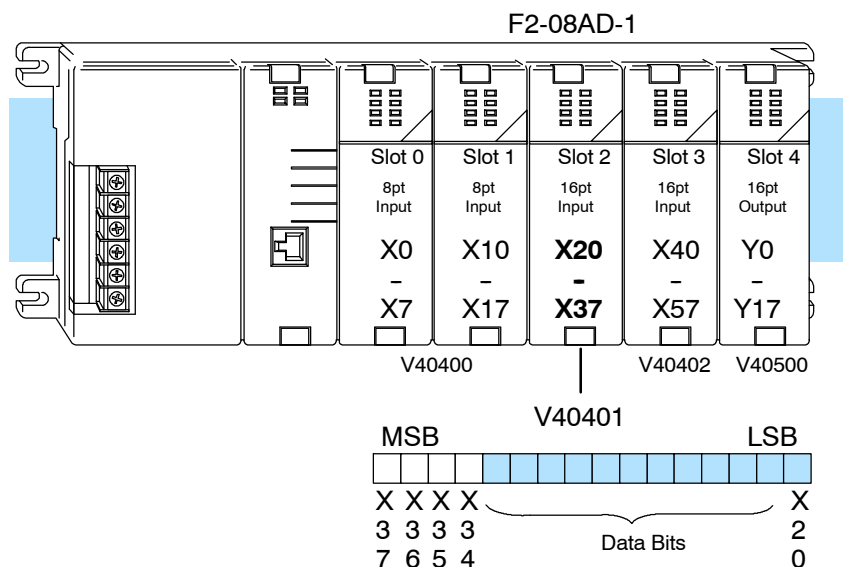 F2-08AD-1
Slot 0 Slot 1 Slot 2 Slot 3 Slot 4
8pt 8pt 16pt 16pt 16pt
Input Input Input Input Output
X0 X10 X20 X40 Y0
- - - - -
X7 X17 X37 X57 Y17
V40400 V40402 V40500
V40401
MSB LSB
X X X X X
3 3 3 3 2
7 6 5 4 0
Data Bits